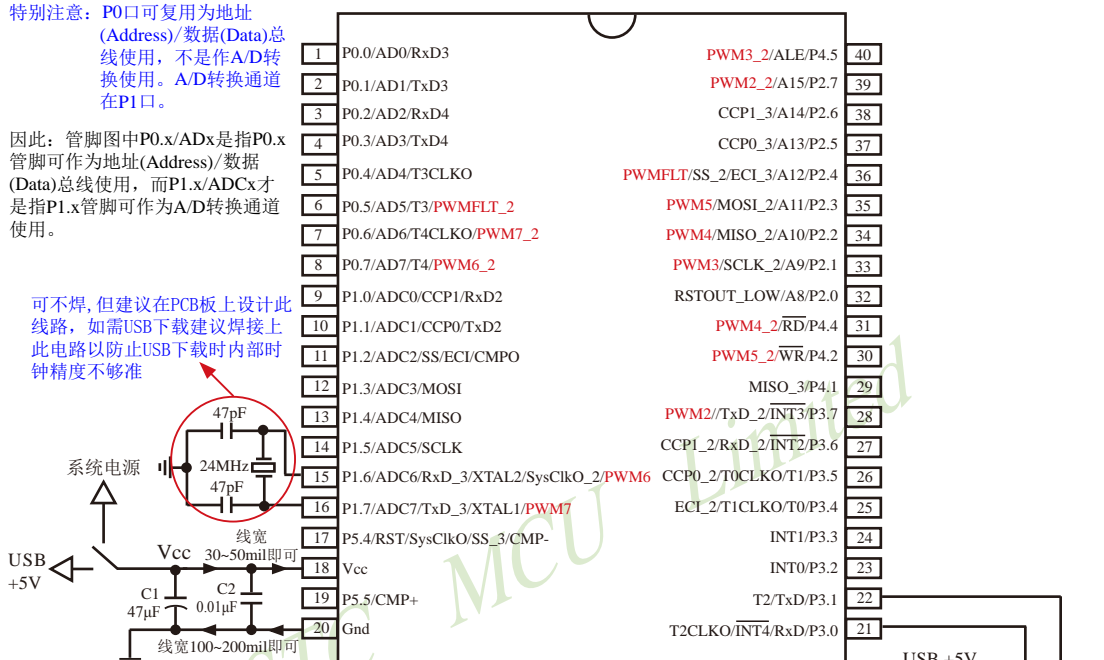 特别注意：P0口可复用为地址
(Address)/数据(Data)总
线使用，不是作A/D转
换使用。A/D转换通道
在P1口。
因此：管脚图中P0.x/ADx是指P0.x
管脚可作为地址(Address)/数据
(Data)总线使用，而P1.x/ADCx才
是指P1.x管脚可作为A/D转换通道
使用。
可不焊,但建议在PCB板上设计此
线路，如需USB下载建议焊接上
此电路以防止USB下载时内部时
钟精度不够准
47pF
24MHz
47pF
系统电源
USB
+5V
Vcc
线宽
30~50mil即可
C1
47μF
C2
0.01μF
线宽100~200mil即可
1 P0.0/AD0/RxD3
2 P0.1/AD1/TxD3
3 P0.2/AD2/RxD4
4 P0.3/AD3/TxD4
5 P0.4/AD4/T3CLKO
6 P0.5/AD5/T3/PWMFLT_2
7 P0.6/AD6/T4CLKO/PWM7_2
8 P0.7/AD7/T4/PWM6_2
9 P1.0/ADC0/CCP1/RxD2
10 P1.1/ADC1/CCP0/TxD2
11 P1.2/ADC2/SS/ECI/CMPO
12 P1.3/ADC3/MOSI
13 P1.4/ADC4/MISO
14 P1.5/ADC5/SCLK
15 P1.6/ADC6/RxD_3/XTAL2/SysClkO_2/PWM6
16 P1.7/ADC7/TxD_3/XTAL1/PWM7
17 P5.4/RST/SysClkO/SS_3/CMP-
18 Vcc
19 P5.5/CMP+
20 Gnd
PWM3_2/ALE/P4.5 40
PWM2_2/A15/P2.7 39
CCP1_3/A14/P2.6 38
CCP0_3/A13/P2.5 37
PWMFLT/SS_2/ECI_3/A12/P2.4 36
PWM5/MOSI_2/A11/P2.3 35
PWM4/MISO_2/A10/P2.2 34
PWM3/SCLK_2/A9/P2.1 33
RSTOUT_LOW/A8/P2.0 32
PWM4_2/RD/P4.4 31
PWM5_2/WR/P4.2 30
MISO_3/P4.1 29
PWM2//TxD_2/INT3/P3.7 28
CCP1_2/RxD_2/INT2/P3.6 27
CCP0_2/T0CLKO/T1/P3.5 26
ECI_2/T1CLKO/T0/P3.4 25
INT1/P3.3 24
INT0/P3.2 23
T2/TxD/P3.1 22
T2CLKO/INT4/RxD/P3.0 21
USB +5V
STC MCU Limited